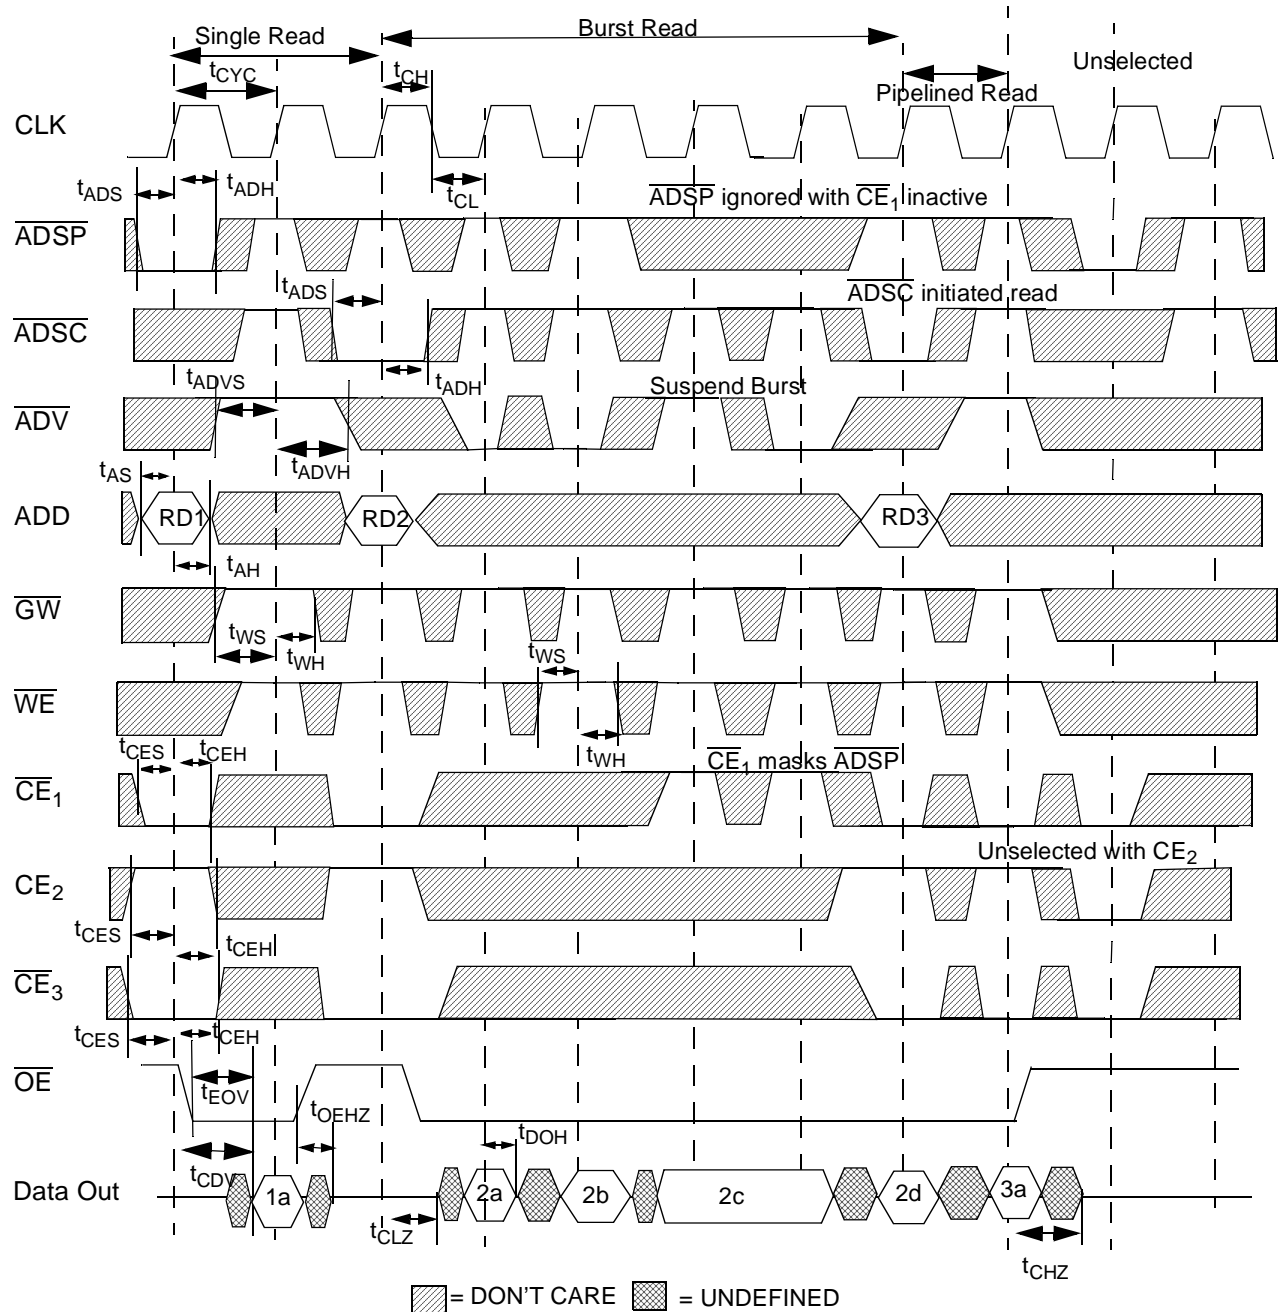 Single Read
Burst Read
Unselected
tCYC
tCH
Pipelined Read
CLK
tADS
tADH
tCL
ADSP ignored with CE1 inactive
ADSP
tADS
ADSC initiated read
ADSC
tADVS
tADH
Suspend Burst
ADV
tADVH
tAS
ADD
RD1
RD2
RD3
tAH
GW
tWS
tWH
tWS
WE
tCES
tCEH
tWH
CE1 masks ADSP
CE1
Unselected with CE2
CE2
tCES
tCEH
CE3
tCES
tCEH
OE
tEOV
tOEHZ
tDOH
tCDV
Data Out
1a
2a
2b
2c
2d
3a
tCLZ
tCHZ
= DON'T CARE
= UNDEFINED